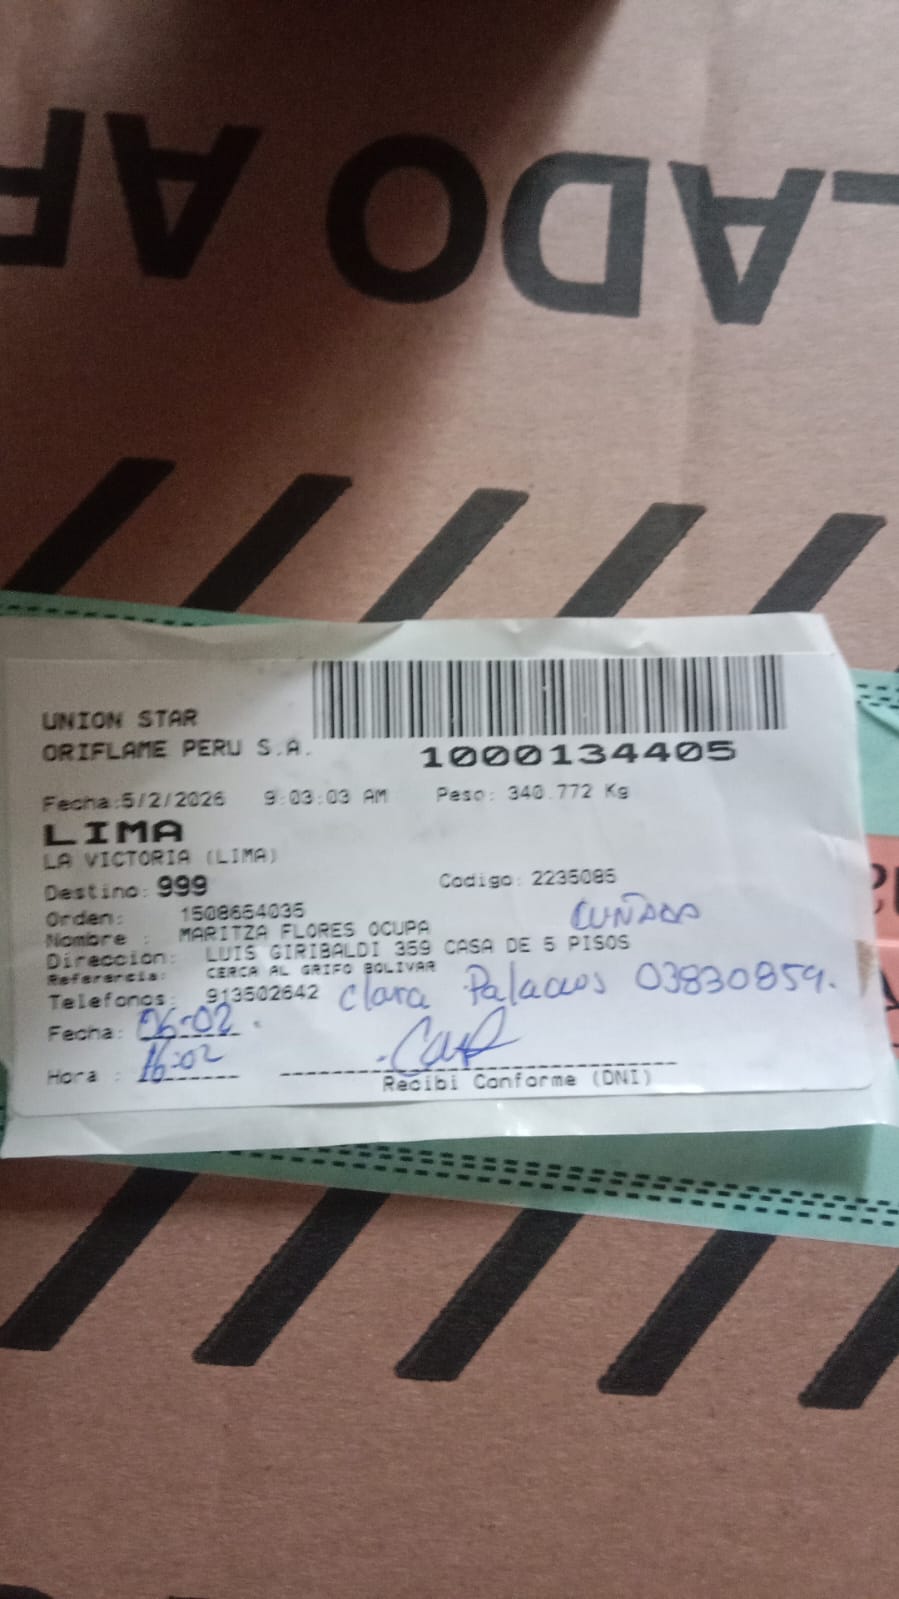 LADO AR
UNION STAR
ORIFLAME PERU S.A.
1000134405
Fecha:5/2/2026 9:03:03 AM Peso: 340.772 Kg
LIMA
LA VICTORIA (LIMA)
Destino: 999 Codigo: 2235085
Orden: 1508654035
CUÑADA
Nombre : MARITZA FLORES OCUPA
Direccion: LUIS GIRIBALDI 359 CASA DE 5 PISOS
Referencia: CERCA AL GRIFO BOLIVAR
Telefonos: 913502642 Clara Palacios 03830859.
Fecha: 06-02.
Hora : 16:02
Recibi Conforme (DNI)